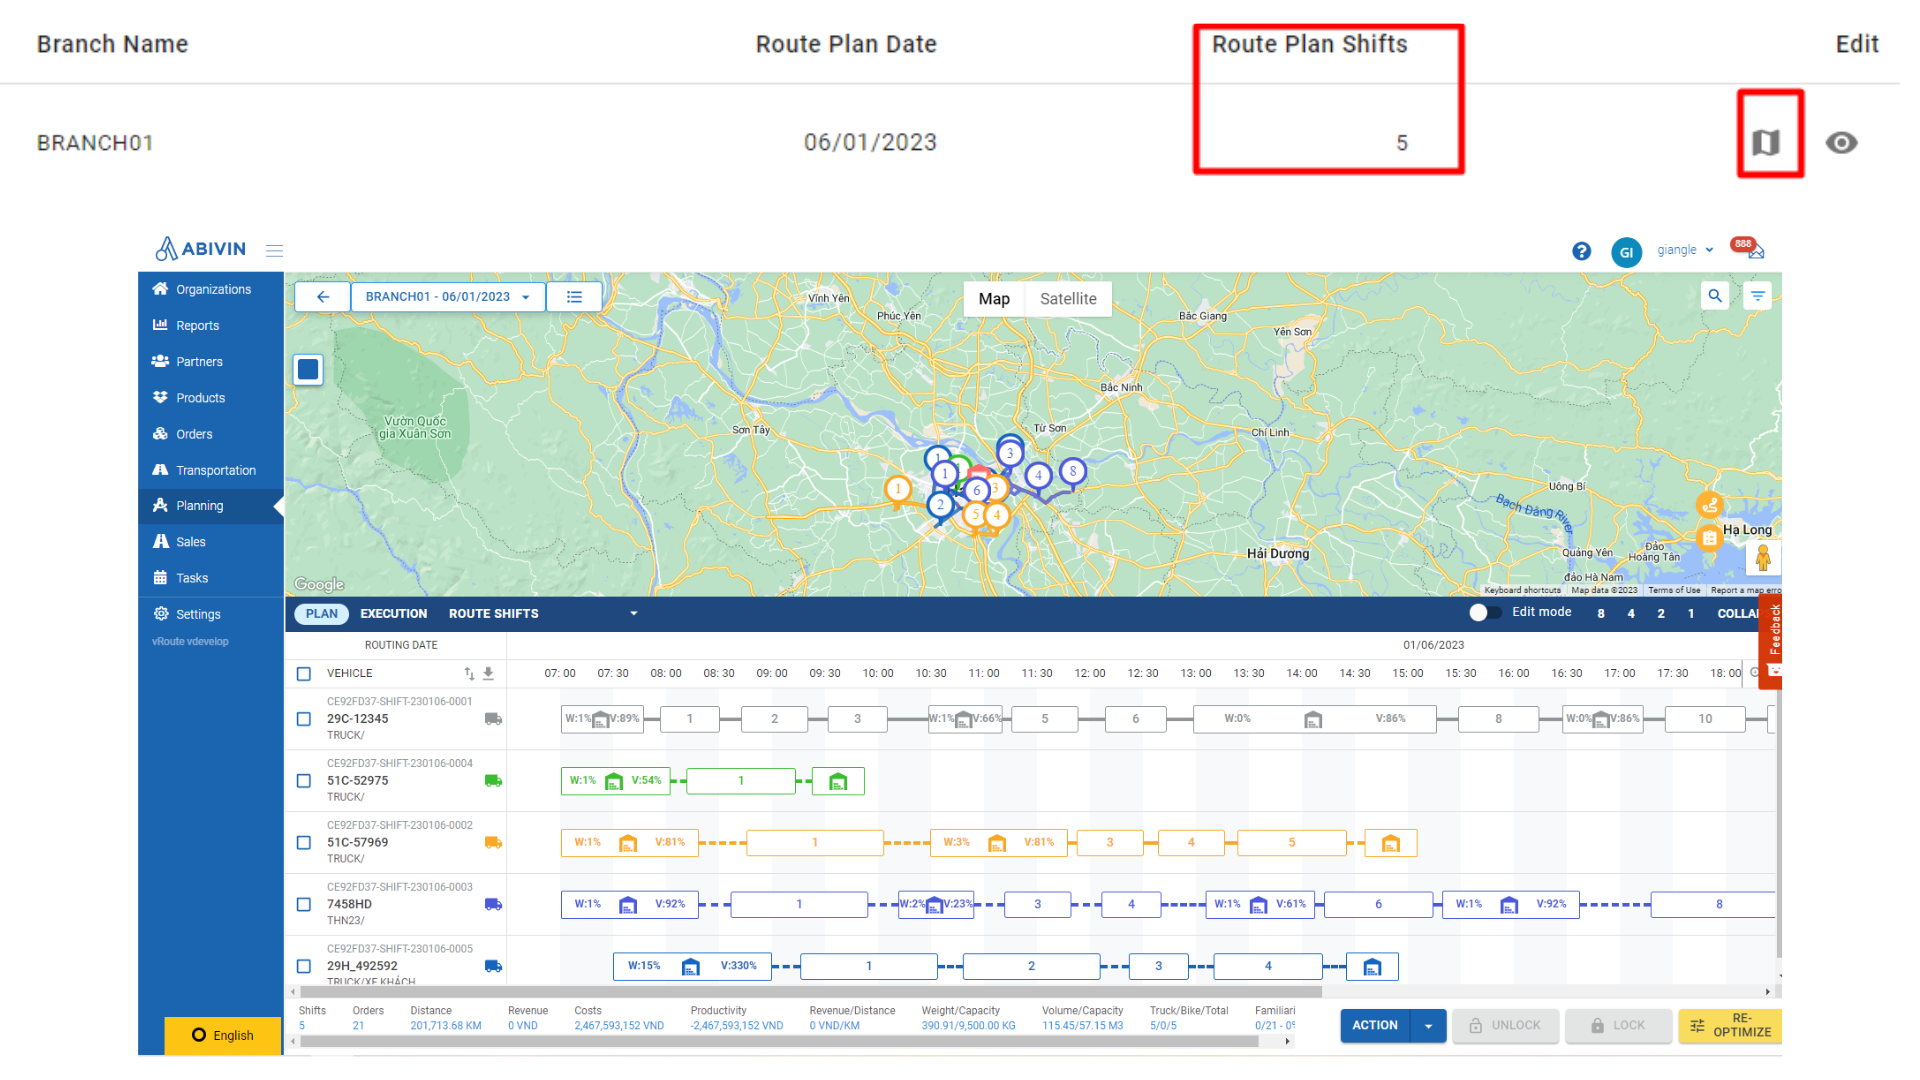 Branch Name Route Plan Date Route Plan Shifts Edit
BRANCH01 06/01/2023 5
ABIVIN
? GI giangle 888
Organizations
Reports
Partners
Products
Orders
Transportation
Planning
Sales
Tasks
Settings
vRoute vdevelop
English
BRANCH01 - 06/01/2023
Map Satellite
Vĩnh Yên
Phúc Yên
Bắc Giang
Yên Sơn
Bắc Ninh
Vườn Quốc
gia Xuân Sơn
Sơn Tây
Từ Sơn
Chí Linh
1 3
1 4 8
1 6 3
2 5 4
Uông Bí
Bạch Đằng River
Hạ Long
Hải Dương
Quảng Yên
Đảo
Hoàng Tân
đảo Hà Nam
Google
Keyboard shortcuts Map data ©2023 Terms of Use Report a map erro
PLAN EXECUTION ROUTE SHIFTS Edit mode 8 4 2 1 COLLA
Feedback
ROUTING DATE 01/06/2023
VEHICLE 07:00 07:30 08:00 08:30 09:00 09:30 10:00 10:30 11:00 11:30 12:00 12:30 13:00 13:30 14:00 14:30 15:00 15:30 16:00 16:30 17:00 17:30 18:00
CE92FD37-SHIFT-230106-0001
29C-12345 W:1% V:89% 1 2 3 W:1% V:66% 5 6 W:0% V:86% 8 W:0% V:86% 10
TRUCK/
CE92FD37-SHIFT-230106-0004
51C-52975 W:1% V:54% 1
TRUCK/
CE92FD37-SHIFT-230106-0002
51C-57969 W:1% V:81% 1 W:3% V:81% 3 4 5
TRUCK/
CE92FD37-SHIFT-230106-0003
7458HD W:1% V:92% 1 W:2% V:23% 3 4 W:1% V:61% 6 W:1% V:92% 8
THN23/
CE92FD37-SHIFT-230106-0005
29H_492592 W:15% V:330% 1 2 3 4
TRUCK/XE KHÁCH
Shifts Orders Distance Revenue Costs Productivity Revenue/Distance Weight/Capacity Volume/Capacity Truck/Bike/Total Familiari
5 21 201,713.68 KM 0 VND 2,467,593,152 VND -2,467,593,152 VND 0 VND/KM 390.91/9,500.00 KG 115.45/57.15 M3 5/0/5 0/21 - 0%
ACTION UNLOCK LOCK RE-
OPTIMIZE